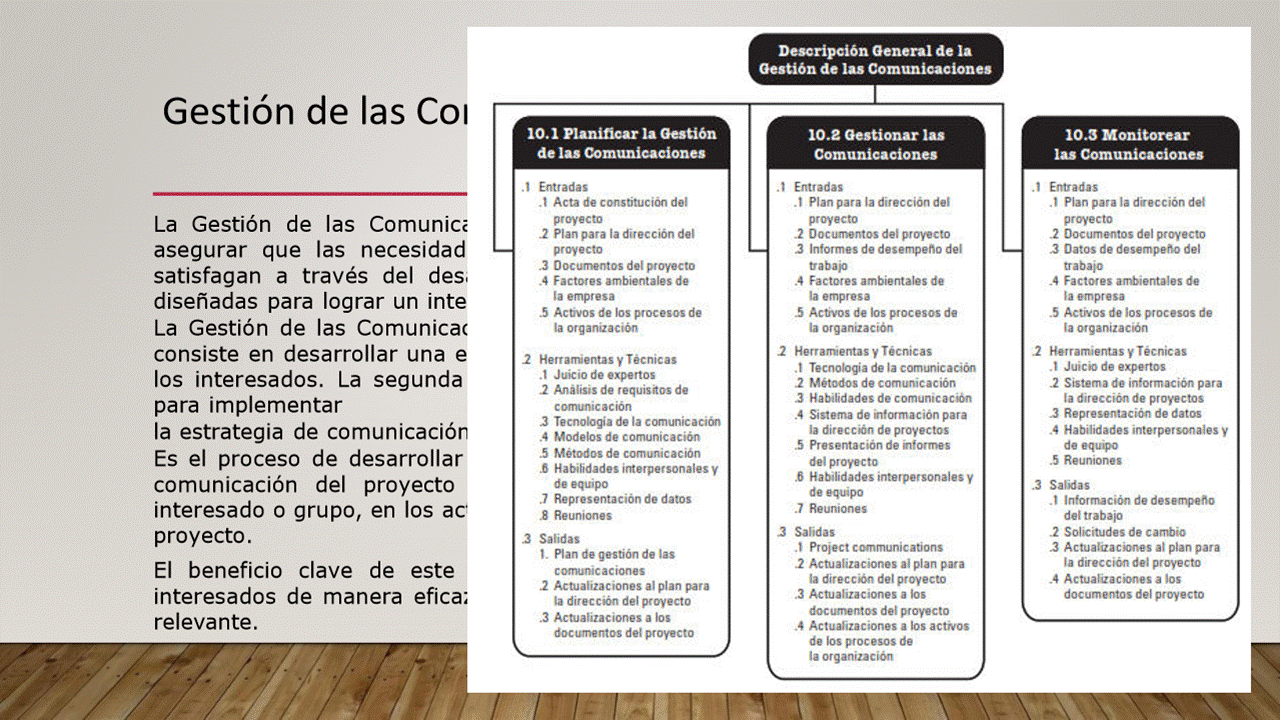 Gestión de las
La Gestión de las
asegurar que las
satisfagan a través del
diseñadas para lograr un
La Gestión de las
consiste en desarrollar una
los interesados. La segunda
para implementar
la estrategia de comunicación
Es el proceso de desarrollar
comunicación del proyecto
interesado o grupo, en los
proyecto.
El beneficio clave de este
interesados de manera
relevante.
Descripción General de la
Gestión de las Comunicaciones
10.1 Planificar la Gestión
de las Comunicaciones
.1 Entradas
.1 Acta de constitución del
proyecto
.2 Plan para la dirección del
proyecto
.3 Documentos del proyecto
.4 Factores ambientales de
la empresa
.5 Activos de los procesos de
la organización
.2 Herramientas y Técnicas
.1 Juicio de expertos
.2 Análisis de requisitos de
comunicación
.3 Tecnología de la comunicación
.4 Modelos de comunicación
.5 Métodos de comunicación
.6 Habilidades interpersonales y
de equipo
.7 Representación de datos
.8 Reuniones
.3 Salidas
1. Plan de gestión de las
comunicaciones
.2 Actualizaciones al plan para
la dirección del proyecto
.3 Actualizaciones a los
documentos del proyecto
10.2 Gestionar las
Comunicaciones
.1 Entradas
.1 Plan para la dirección del
proyecto
.2 Documentos del proyecto
.3 Informes de desempeño del
trabajo
.4 Factores ambientales de
la empresa
.5 Activos de los procesos de
la organización
.2 Herramientas y Técnicas
.1 Tecnología de la comunicación
.2 Métodos de comunicación
.3 Habilidades de comunicación
.4 Sistema de información para
la dirección de proyectos
.5 Presentación de informes
del proyecto
.6 Habilidades interpersonales y
de equipo
.7 Reuniones
.3 Salidas
.1 Project communications
.2 Actualizaciones al plan para
la dirección del proyecto
.3 Actualizaciones a los
documentos del proyecto
.4 Actualizaciones a los activos
de los procesos de
la organización
10.3 Monitorear
las Comunicaciones
.1 Entradas
.1 Plan para la dirección del
proyecto
.2 Documentos del proyecto
.3 Datos de desempeño del
trabajo
.4 Factores ambientales de
la empresa
.5 Activos de los procesos de
la organización
.2 Herramientas y Técnicas
.1 Juicio de expertos
.2 Sistema de información para
la dirección de proyectos
.3 Representación de datos
.4 Habilidades interpersonales y
de equipo
.5 Reuniones
.3 Salidas
.1 Información de desempeño
del trabajo
.2 Solicitudes de cambio
.3 Actualizaciones al plan para
la dirección del proyecto
.4 Actualizaciones a los
documentos del proyecto